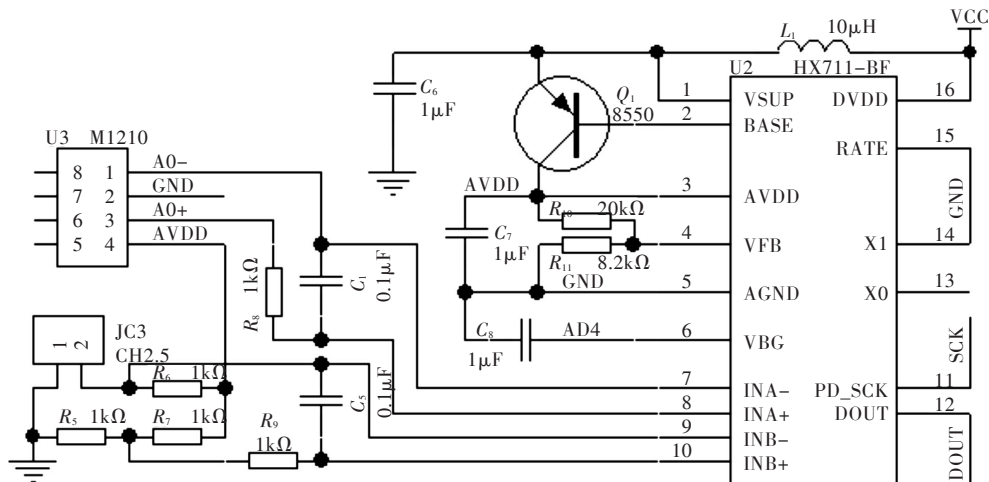 VCC
L₁ 10μH
U2 HX711-BF
C₆
1μF
Q₁
8550
1 VSUP DVDD 16
2 BASE
RATE 15
U3 M1210
8 1 A0-
7 2 GND
6 3 A0+
5 4 AVDD
AVDD
3 AVDD
R₁₀ 20kΩ
C₇
1μF
4 VFB X1 14
R₁₁ 8.2kΩ
GND
GND
5 AGND X0 13
R₈ 1kΩ
C₁ 0.1μF
C₈
1μF
AD4
6 VBG
SCK
JC3
CH2.5
1 2
R₆ 1kΩ
C₅ 0.1μF
7 INA- PD_SCK 11
8 INA+ DOUT 12
R₅ 1kΩ R₇ 1kΩ
R₉
1kΩ
9 INB-
10 INB+
DOUT